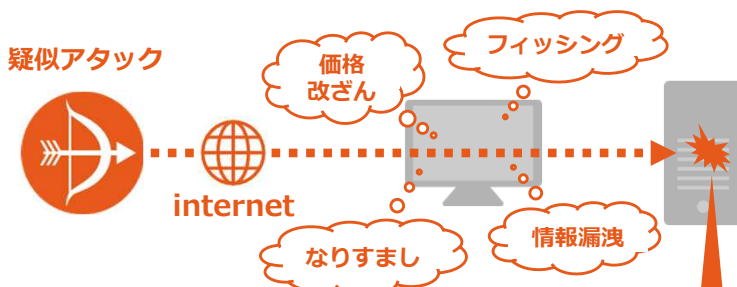 疑似アタック
価格
改ざん
フィッシング
internet
なりすまし
情報漏洩